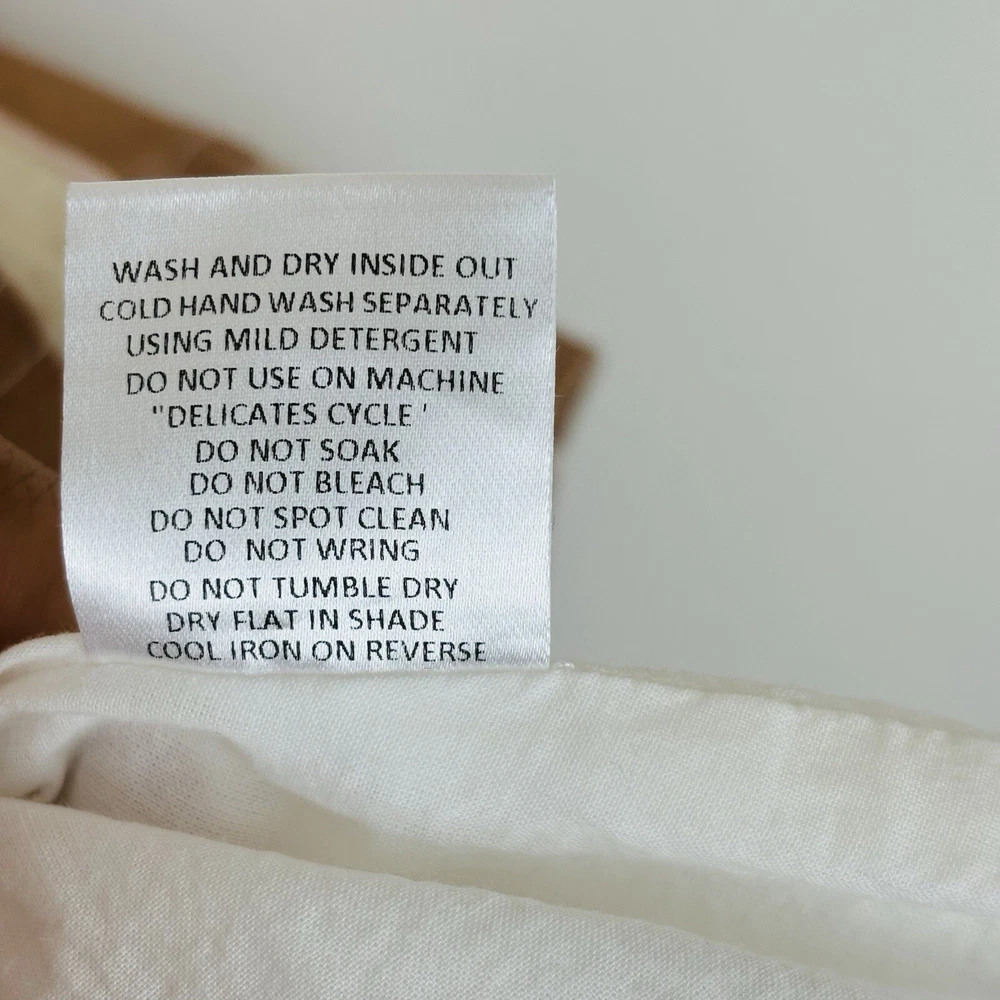 WASH AND DRY INSIDE OUT
COLD HAND WASH SEPARATELY
USING MILD DETERGENT
DO NOT USE ON MACHINE
"DELICATES CYCLE '
DO NOT SOAK
DO NOT BLEACH
DO NOT SPOT CLEAN
DO NOT WRING
DO NOT TUMBLE DRY
DRY FLAT IN SHADE
COOL IRON ON REVERSE